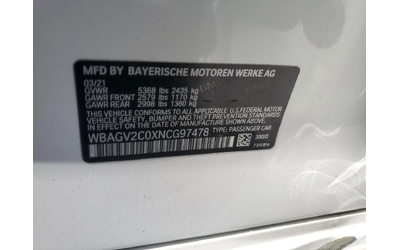 MFD BY BAYERISCHE MOTOREN WERKE AG
03/21
GVWR 5368 lbs 2435 kg
GAWR FRONT 2579 lbs 1170 kg
GAWR REAR 2998 lbs 1360 kg
THIS VEHICLE CONFORMS TO ALL APPLICABLE U.S. FEDERAL MOTOR
VEHICLE SAFETY, BUMPER AND THEFT PREVENTION STANDARDS
IN EFFECT ON THE DATE OF MANUFACTURE SHOWN ABOVE.
WBAGV2C0XNCG97478 TYPE: PASSENGER CAR